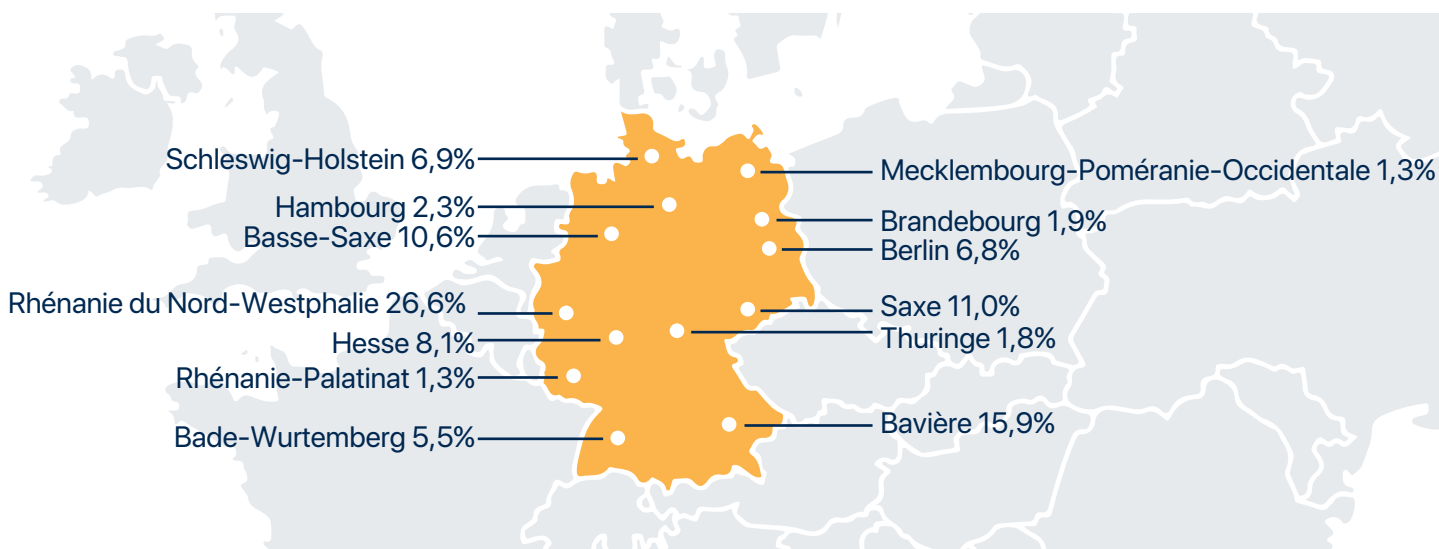 Schleswig-Holstein 6,9%
Hambourg 2,3%
Basse-Saxe 10,6%
Rhénanie du Nord-Westphalie 26,6%
Hesse 8,1%
Rhénanie-Palatinat 1,3%
Bade-Wurtemberg 5,5%
Mecklembourg-Poméranie-Occidentale 1,3%
Brandebourg 1,9%
Berlin 6,8%
Saxe 11,0%
Thuringe 1,8%
Bavière 15,9%